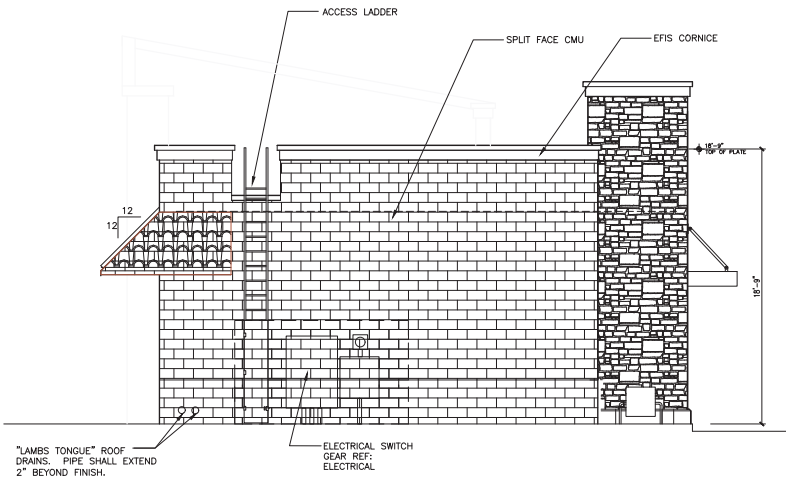 ACCESS LADDER
SPLIT FACE CMU
EFIS CORNICE
18'-9"
TOP OF PLATE
12
12
18'-9"
"LAMBS TONGUE" ROOF
DRAINS. PIPE SHALL EXTEND
2" BEYOND FINISH.
ELECTRICAL SWITCH
GEAR REF:
ELECTRICAL